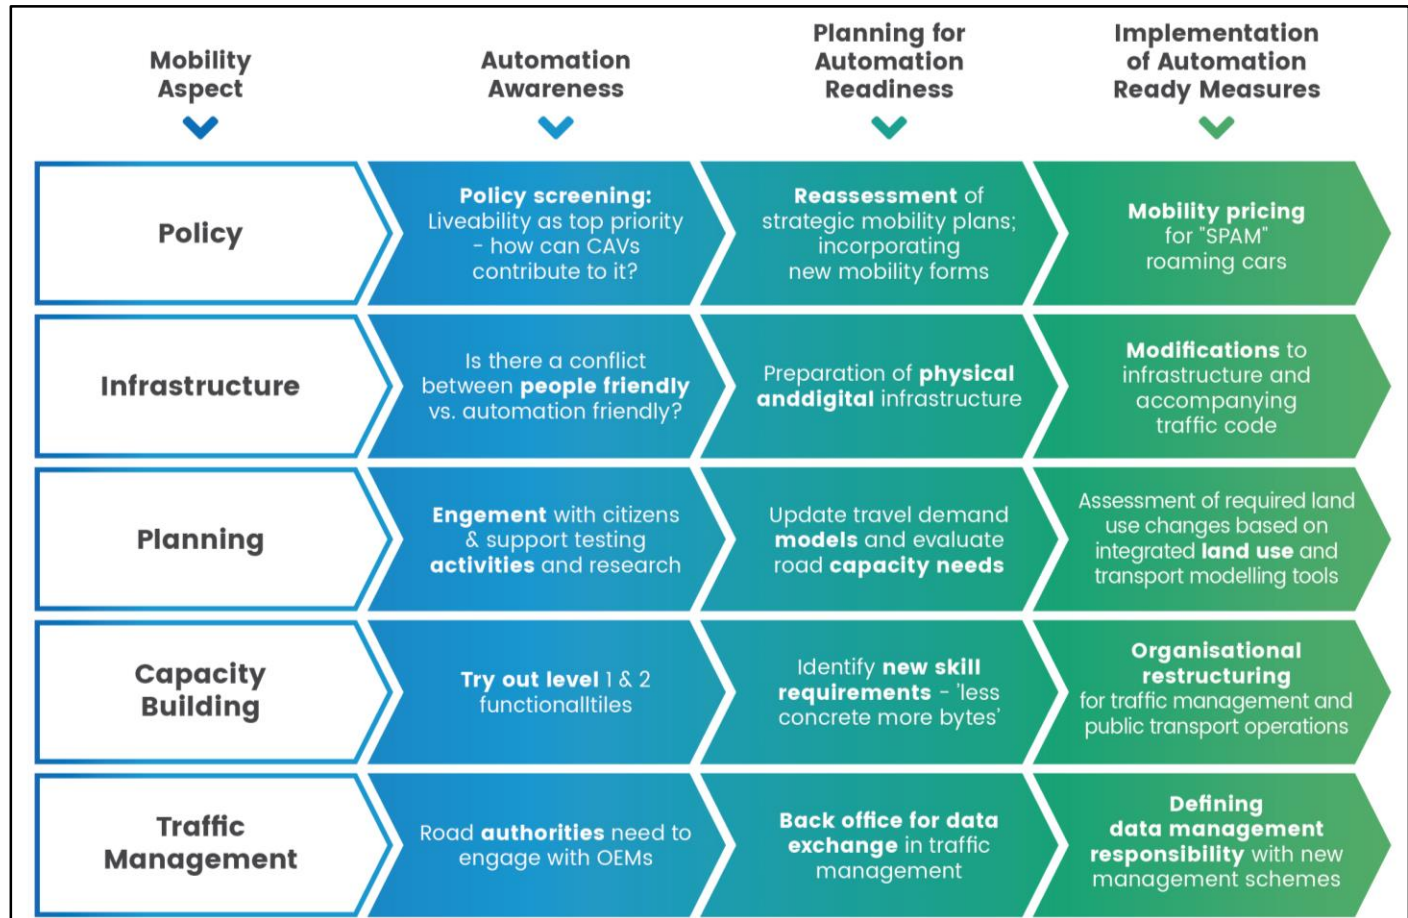 Mobility
Aspect
Automation
Awareness
Planning for
Automation
Readiness
Implementation
of Automation
Ready Measures
Policy
Policy screening:
Liveability as top priority
- how can CAVs
contribute to it?
Reassessment of
strategic mobility plans;
incorporating
new mobility forms
Mobility pricing
for "SPAM"
roaming cars
Infrastructure
Is there a conflict
between people friendly
vs. automation friendly?
Preparation of physical
anddigital infrastructure
Modifications to
infrastructure and
accompanying
traffic code
Planning
Engement with citizens
& support testing
activities and research
Update travel demand
models and evaluate
road capacity needs
Assessment of required land
use changes based on
integrated land use and
transport modelling tools
Capacity
Building
Try out level 1 & 2
functionalltiles
Identify new skill
requirements - 'less
concrete more bytes'
Organisational
restructuring
for traffic management and
public transport operations
Traffic
Management
Road authorities need to
engage with OEMs
Back office for data
exchange in traffic
management
Defining
data management
responsibility with new
management schemes